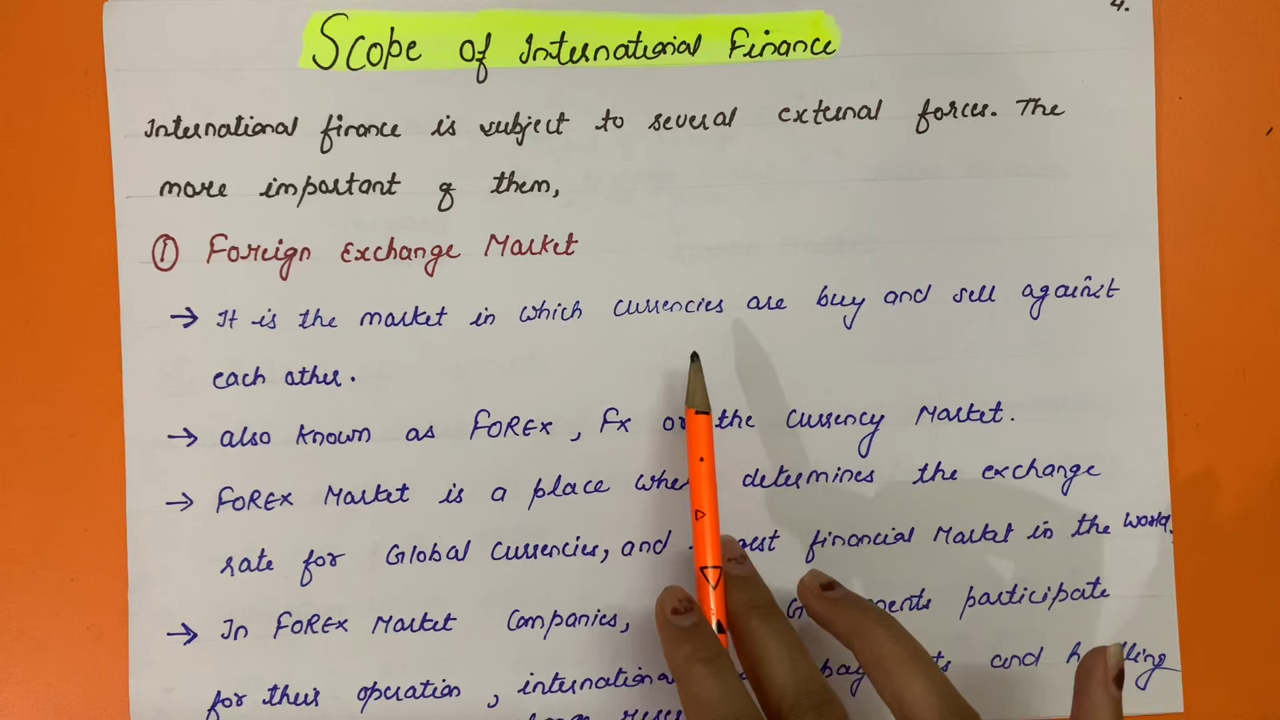 4.
Scope of International Finance
International finance is subject to several external forces. The
more important of them,
① Foreign Exchange Market
→ It is the market in which currencies are buy and sell against
each other.
→ also known as FOREX, Fx or the Currency Market.
→ FOREX Market is a place whe determines the exchange
rate for Global Currencies, and financial Market in the World.
→ In FOREX Market Companies, participate
for their operation, and